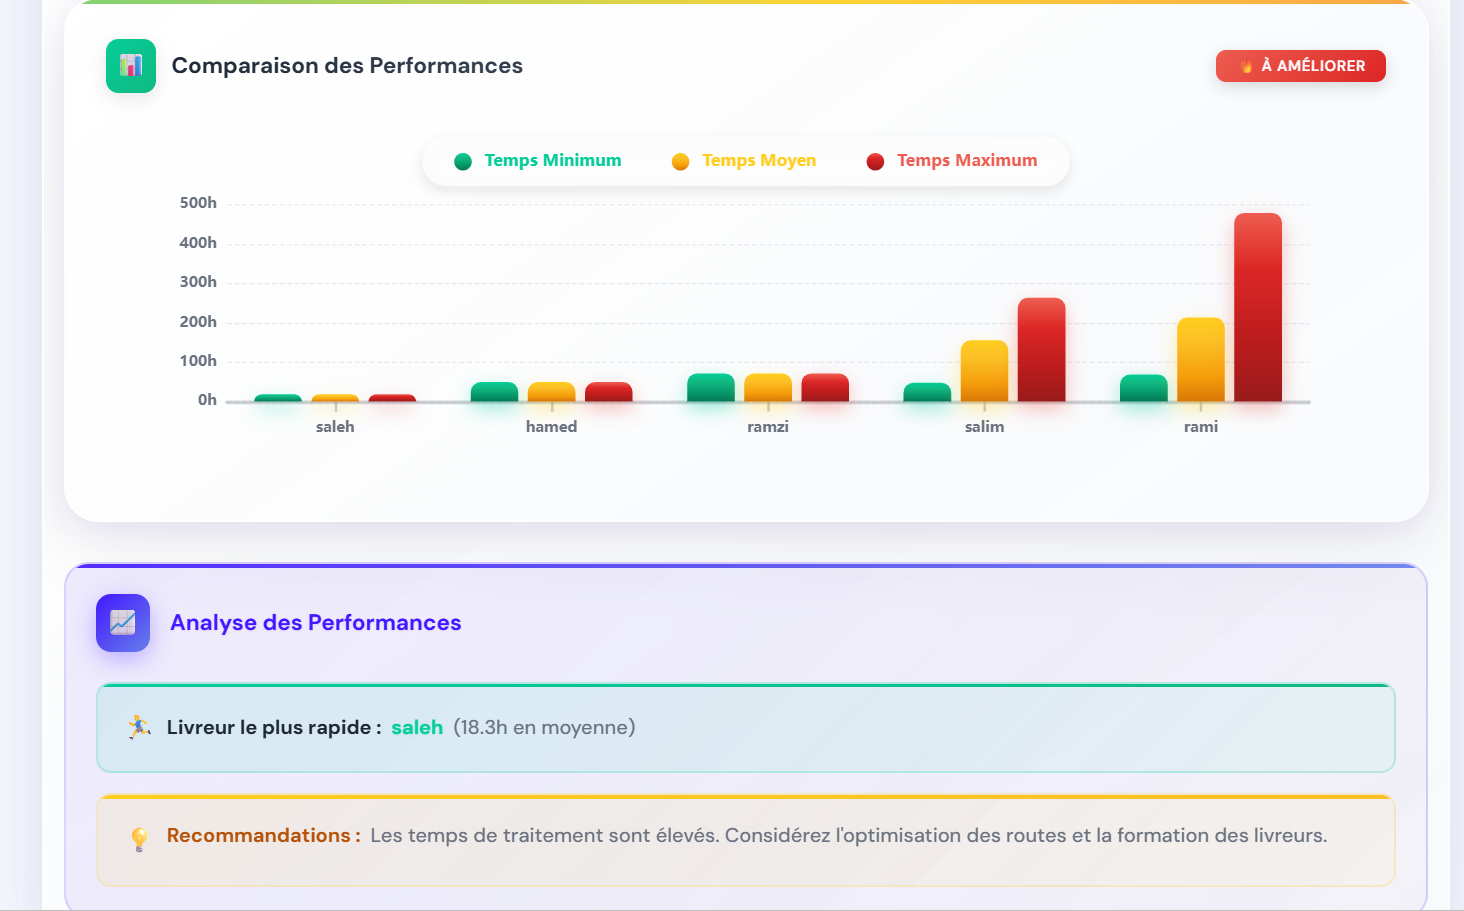 Comparaison des Performances
À AMÉLIORER
Temps Minimum
Temps Moyen
Temps Maximum
500h
400h
300h
200h
100h
0h
saleh
hamed
ramzi
salim
rami
Analyse des Performances
Livreur le plus rapide : saleh (18.3h en moyenne)
Recommandations : Les temps de traitement sont élevés. Considérez l'optimisation des routes et la formation des livreurs.